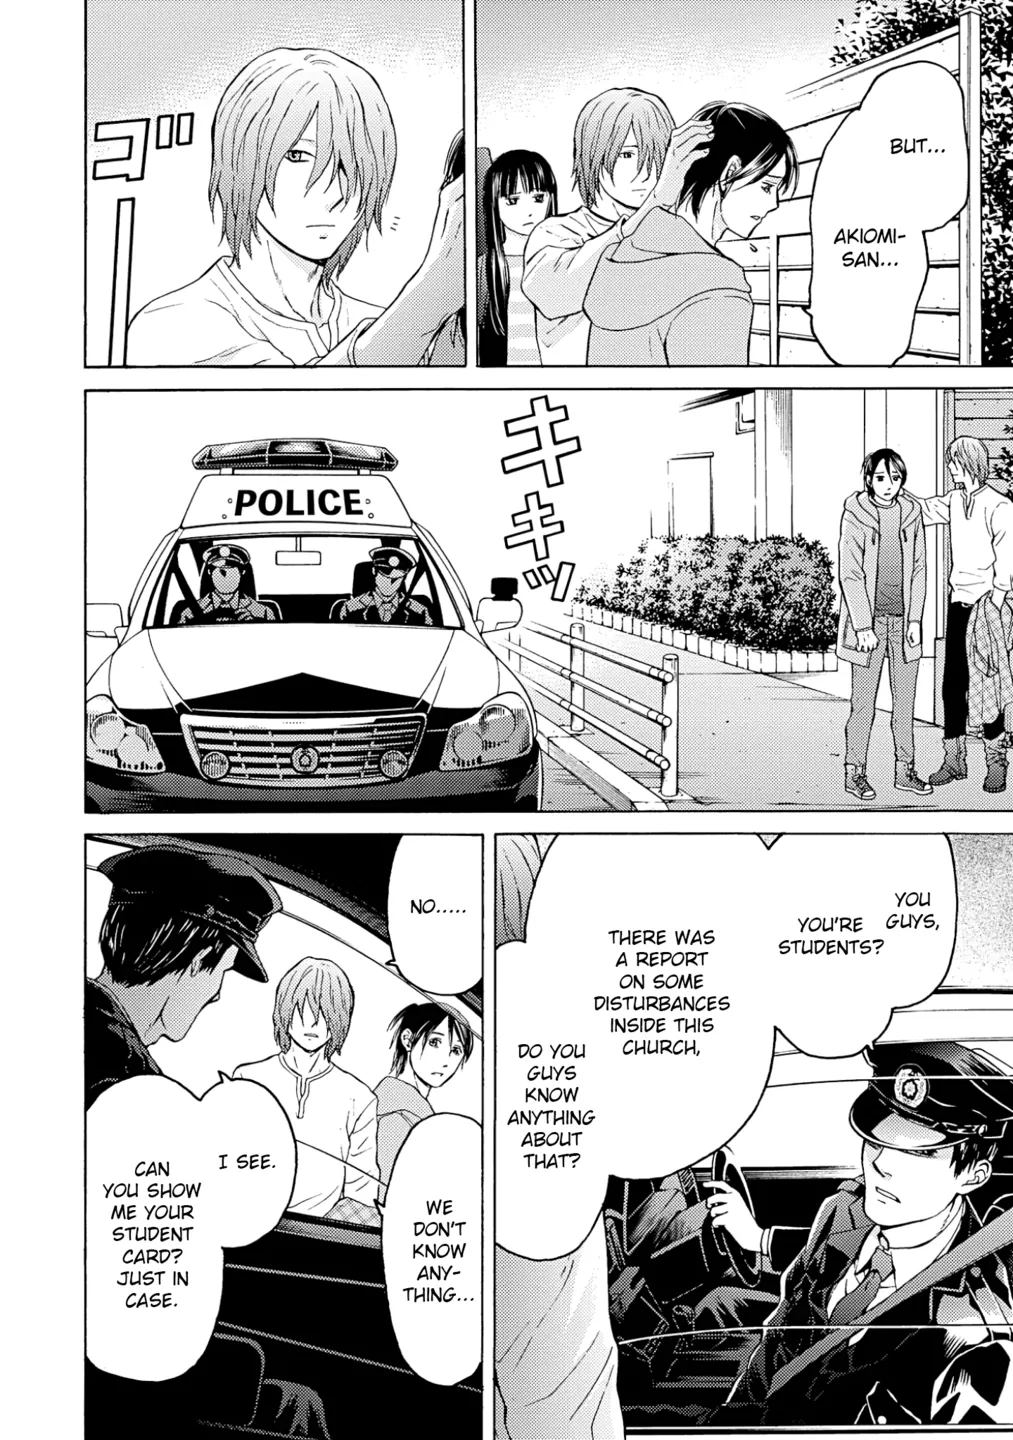 BUT...
AKIOMI-
SAN...
ゴ゛
キキーッ
POLICE
YOU
GUYS,
YOU'RE
STUDENTS?
THERE WAS
A REPORT
ON SOME
DISTURBANCES
INSIDE THIS
CHURCH,
DO YOU
GUYS
KNOW
ANYTHING
ABOUT
THAT?
NO.....
WE
DON'T
KNOW
ANY-
THING...
I SEE.
CAN
YOU SHOW
ME YOUR
STUDENT
CARD?
JUST IN
CASE.